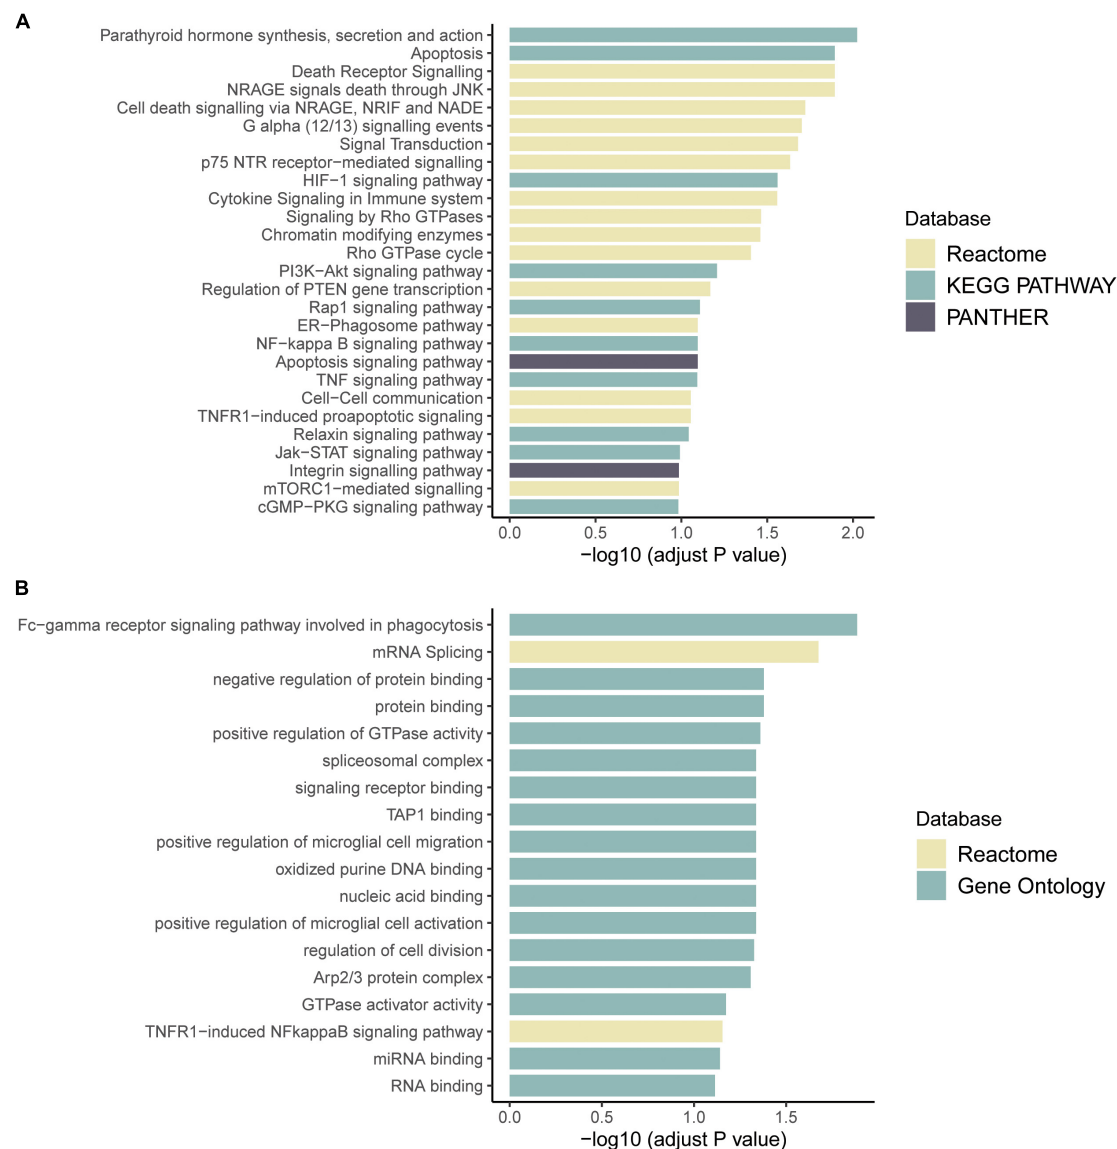 A
Parathyroid hormone synthesis, secretion and action
Apoptosis
Death Receptor Signalling
NRAGE signals death through JNK
Cell death signalling via NRAGE, NRIF and NADE
G alpha (12/13) signalling events
Signal Transduction
p75 NTR receptor−mediated signalling
HIF−1 signaling pathway
Cytokine Signaling in Immune system
Signaling by Rho GTPases
Chromatin modifying enzymes
Rho GTPase cycle
PI3K−Akt signaling pathway
Regulation of PTEN gene transcription
Rap1 signaling pathway
ER−Phagosome pathway
NF−kappa B signaling pathway
Apoptosis signaling pathway
TNF signaling pathway
Cell−Cell communication
TNFR1−induced proapoptotic signaling
Relaxin signaling pathway
Jak−STAT signaling pathway
Integrin signalling pathway
mTORC1−mediated signalling
cGMP−PKG signaling pathway
0.0 0.5 1.0 1.5 2.0
−log10 (adjust P value)
Database
Reactome
KEGG PATHWAY
PANTHER
B
Fc−gamma receptor signaling pathway involved in phagocytosis
mRNA Splicing
negative regulation of protein binding
protein binding
positive regulation of GTPase activity
spliceosomal complex
signaling receptor binding
TAP1 binding
positive regulation of microglial cell migration
oxidized purine DNA binding
nucleic acid binding
positive regulation of microglial cell activation
regulation of cell division
Arp2/3 protein complex
GTPase activator activity
TNFR1−induced NFkappaB signaling pathway
miRNA binding
RNA binding
0.0 0.5 1.0 1.5
−log10 (adjust P value)
Database
Reactome
Gene Ontology